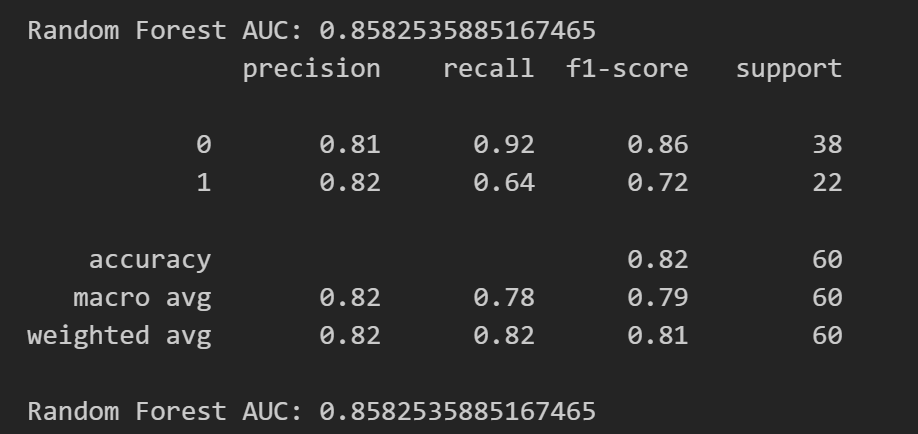 Random Forest AUC: 0.8582535885167465
precision recall f1-score support
0 0.81 0.92 0.86 38
1 0.82 0.64 0.72 22
accuracy 0.82 60
macro avg 0.82 0.78 0.79 60
weighted avg 0.82 0.82 0.81 60
Random Forest AUC: 0.8582535885167465